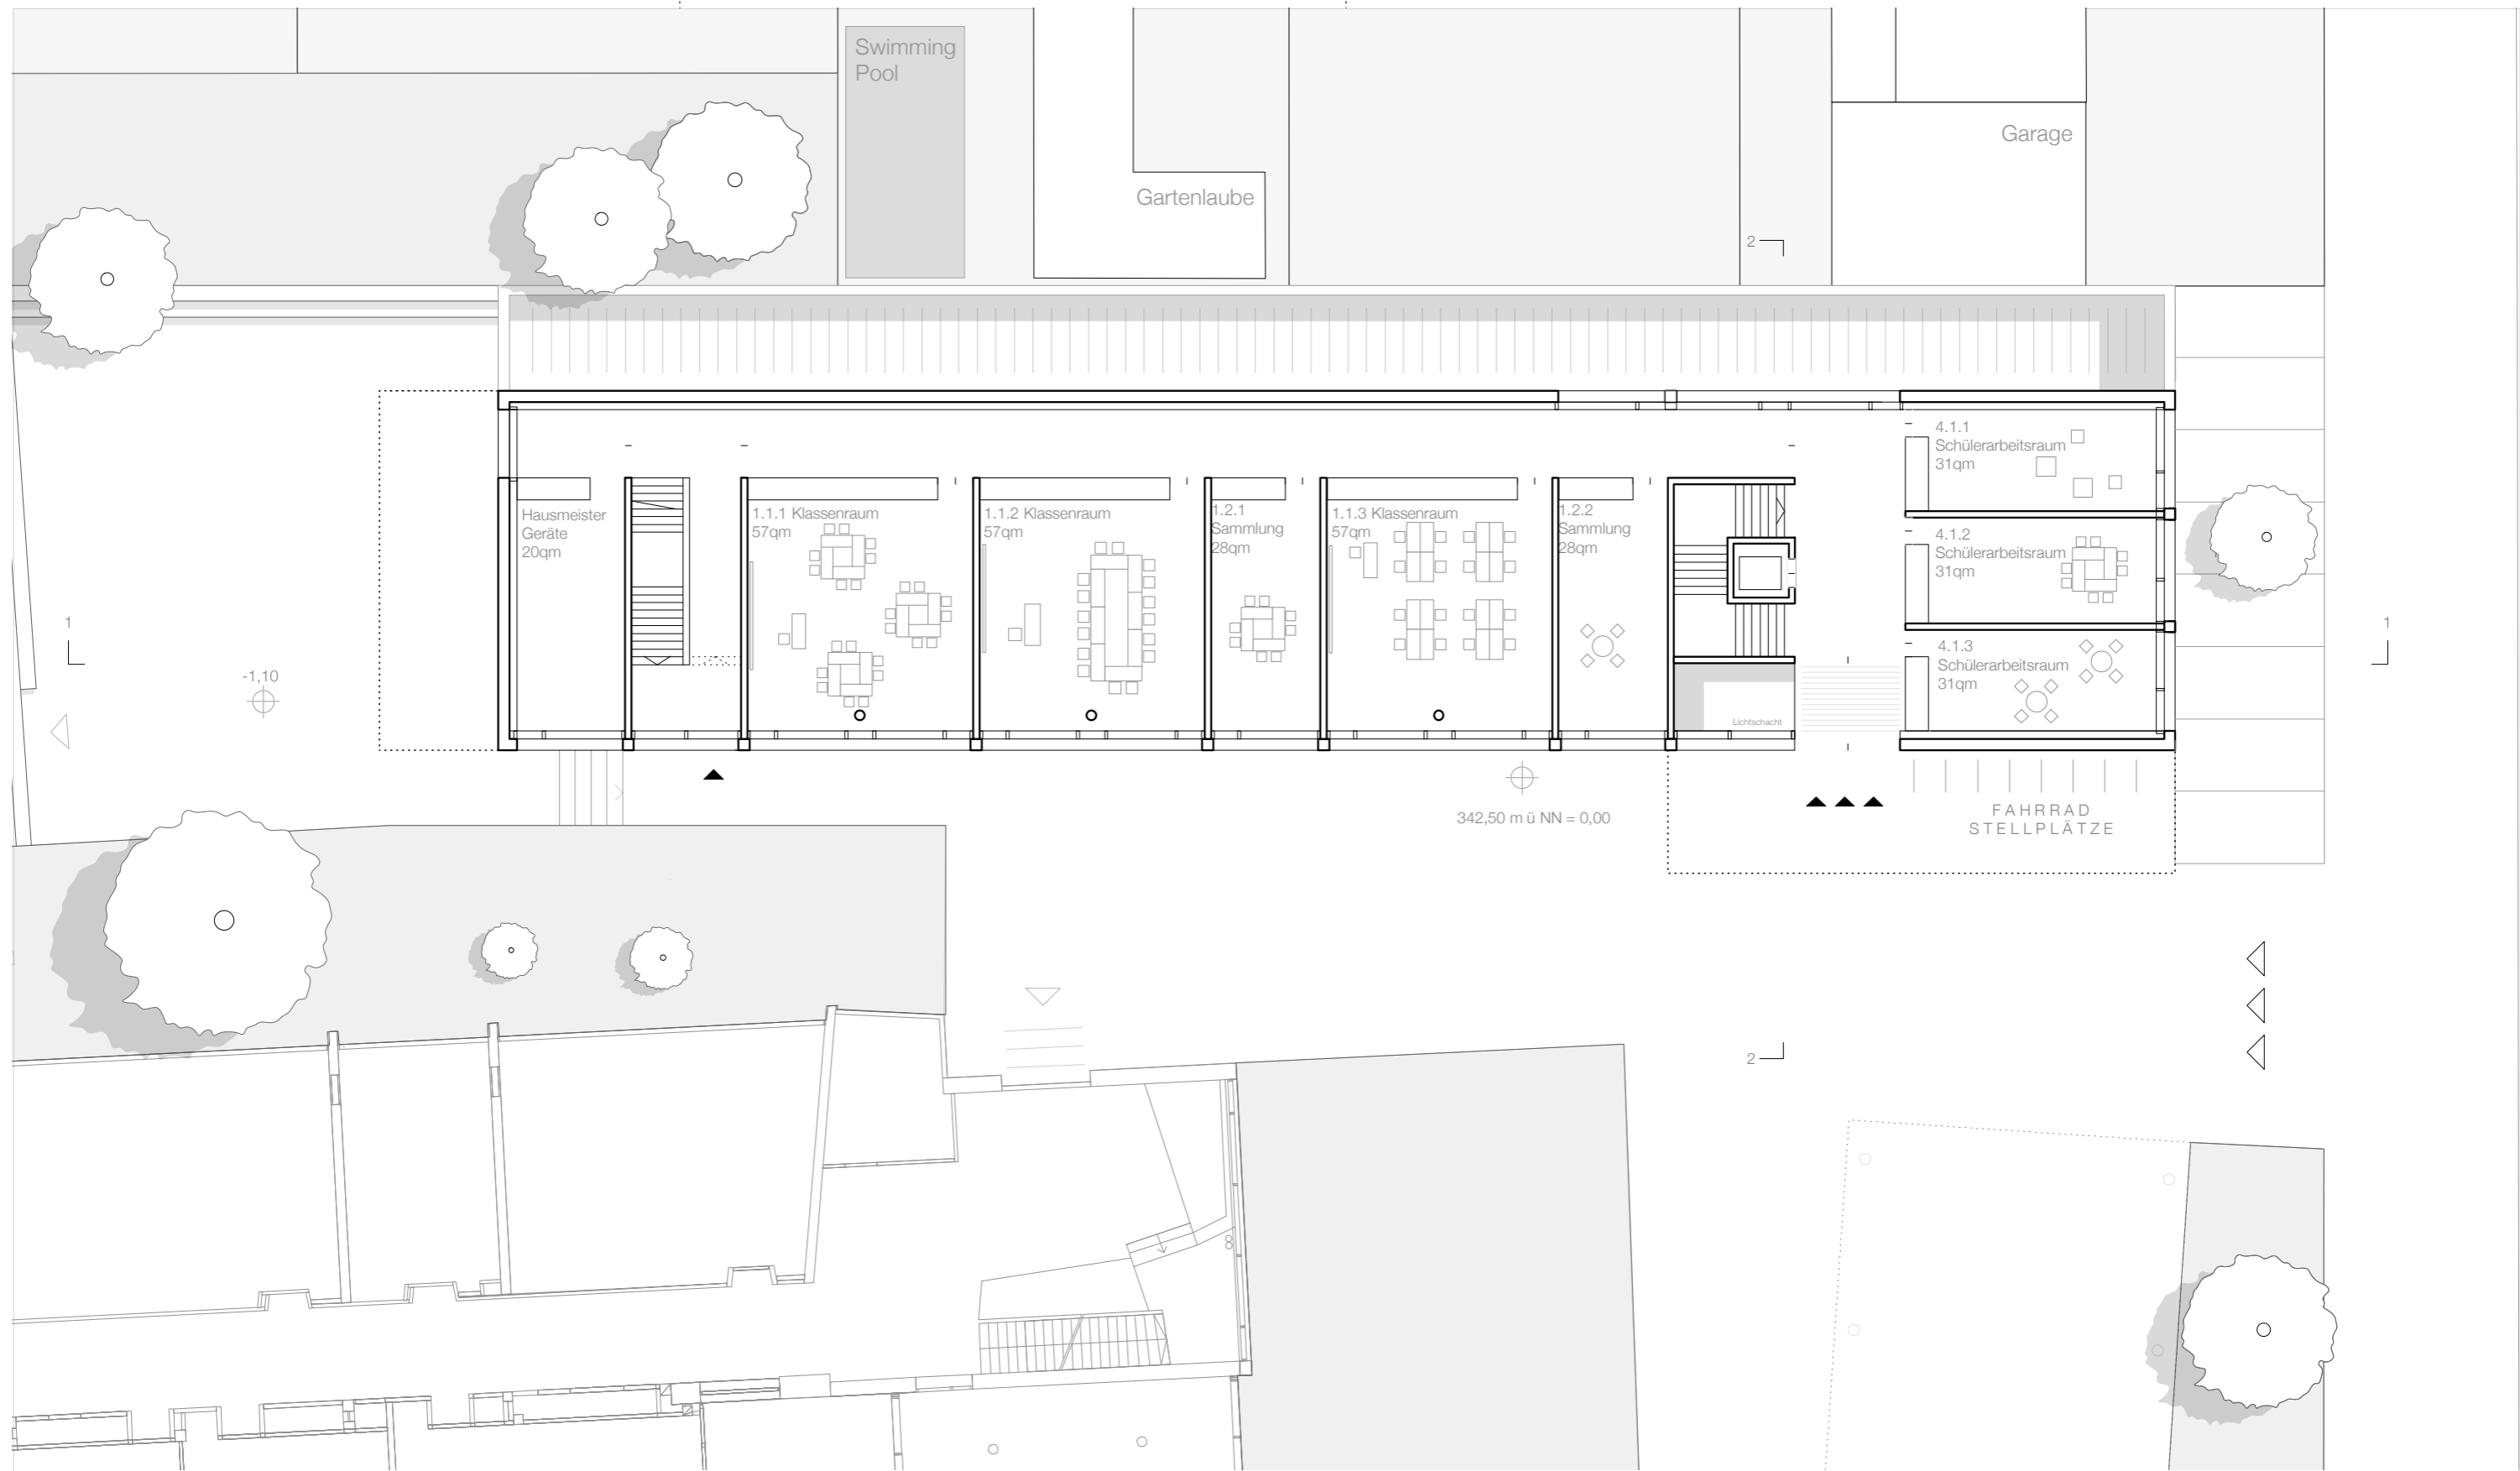 Swimming
Pool
Gartenlaube
Garage
2
4.1.1
Schülerarbeitsraum
31qm
Hausmeister
Geräte
20qm
1.1.1 Klassenraum
57qm
1.1.2 Klassenraum
57qm
1.2.1
Sammlung
28qm
1.1.3 Klassenraum
57qm
1.2.2
Sammlung
28qm
4.1.2
Schülerarbeitsraum
31qm
4.1.3
Schülerarbeitsraum
31qm
1
1
-1,10
Lichtschacht
342,50 m ü NN = 0,00
FAHRRAD
STELLPLÄTZE
2